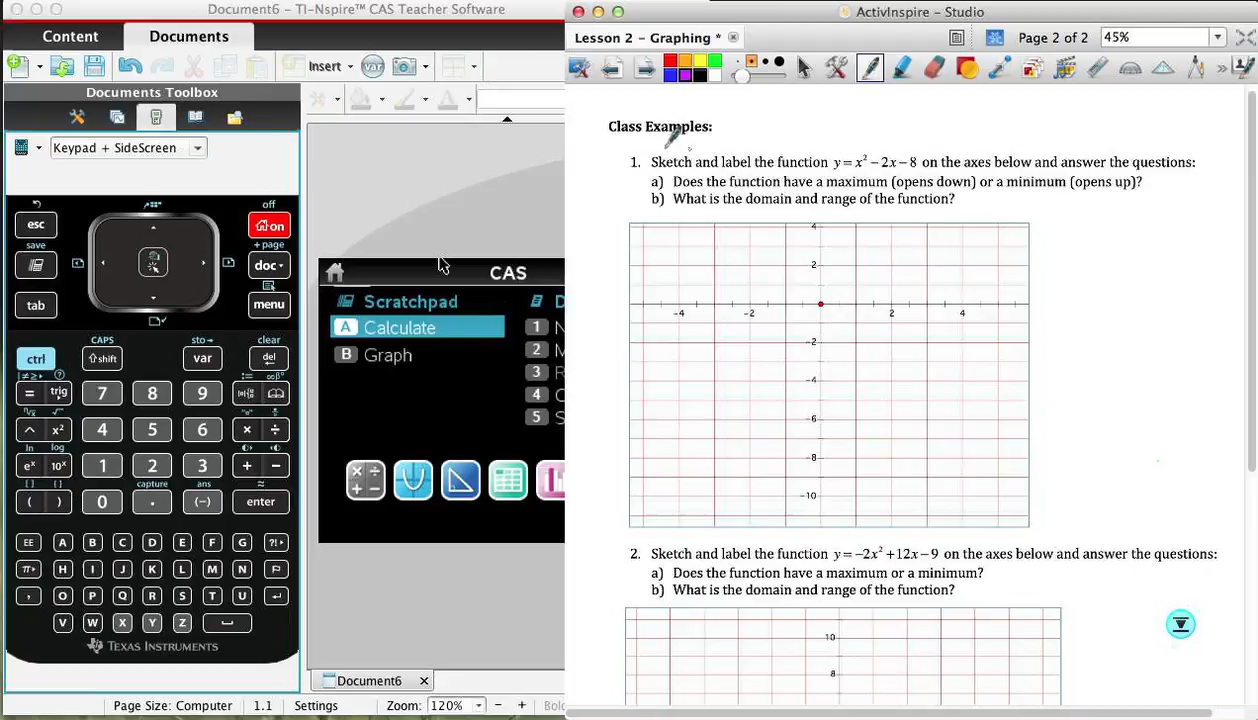 Document6 - TI-Nspire™ CAS Teacher Software
Content
Documents
Insert
var
Documents Toolbox
Keypad + SideScreen
off
esc
on
save
+ page
doc
tab
menu
CAPS
sto→
clear
ctrl
shift
var
del
=
trig
7
8
9
^
x²
4
5
6
×
÷
ln
log
eˣ
10ˣ
1
2
3
+
−
capture
ans
(
)
0
.
(−)
enter
EE
A
B
C
D
E
F
G
?!▸
π▸
H
I
J
K
L
M
N
,
O
P
Q
R
S
T
U
V
W
X
Y
Z
TEXAS INSTRUMENTS
CAS
Scratchpad
A Calculate
B Graph
1
2
3
4
5
Document6
Page Size: Computer 1.1 Settings Zoom: 120% − +
ActivInspire - Studio
Lesson 2 - Graphing *
Page 2 of 2
45%
Class Examples:
1. Sketch and label the function y = x² − 2x − 8 on the axes below and answer the questions:
a) Does the function have a maximum (opens down) or a minimum (opens up)?
b) What is the domain and range of the function?
4
2
-4 -2 2 4
-2
-4
-6
-8
-10
2. Sketch and label the function y = −2x² + 12x − 9 on the axes below and answer the questions:
a) Does the function have a maximum or a minimum?
b) What is the domain and range of the function?
10
8